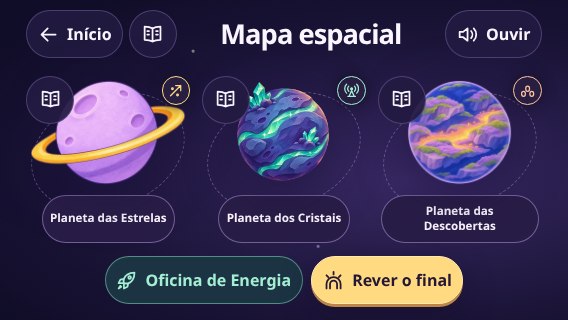 Início
Mapa espacial
Ouvir
Planeta das Estrelas
Planeta dos Cristais
Planeta das
Descobertas
Oficina de Energia
Rever o final